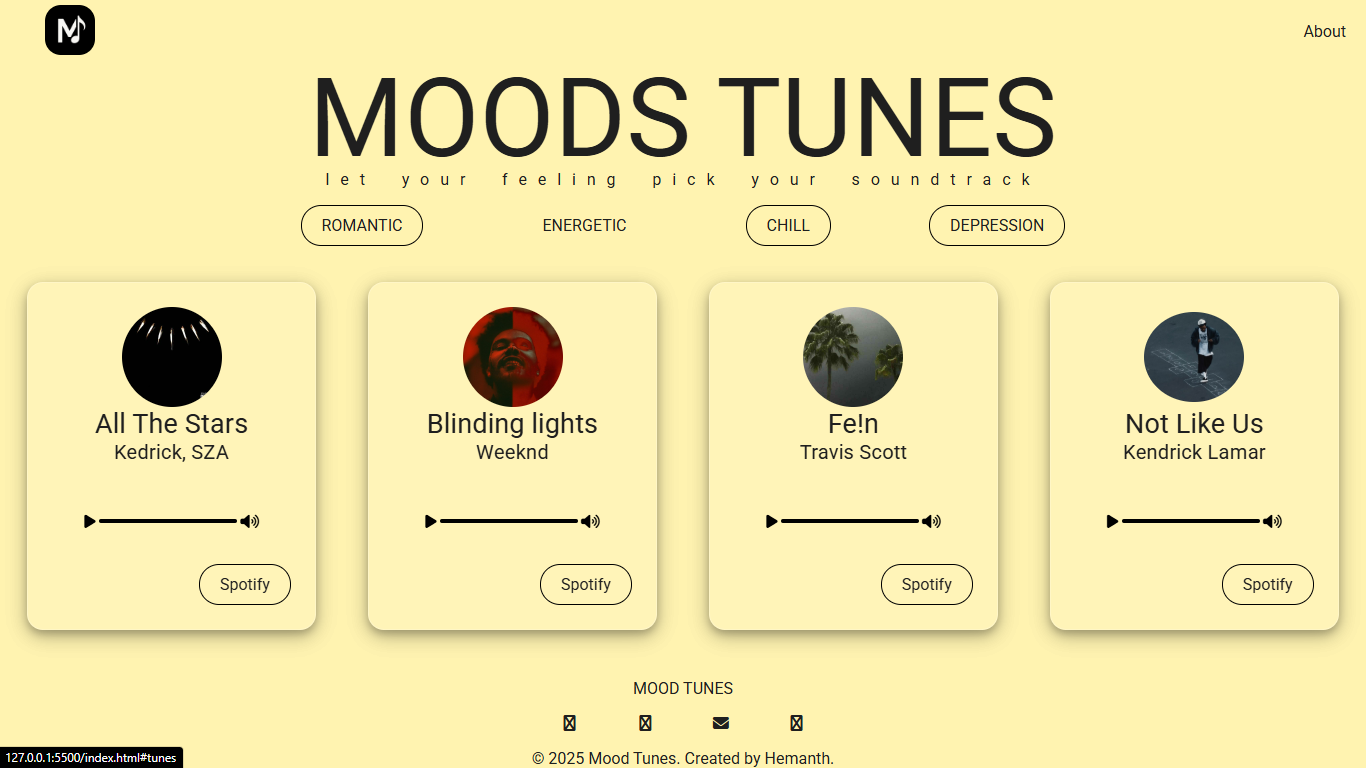 M
About
MOODS TUNES
let your feeling pick your soundtrack
ROMANTIC ENERGETIC CHILL DEPRESSION
All The Stars Blinding lights Fe!n Not Like Us
Kedrick, SZA Weeknd Travis Scott Kendrick Lamar
Spotify Spotify Spotify Spotify
MOOD TUNES
© 2025 Mood Tunes. Created by Hemanth.
127.0.0.1:5500/index.html#tunes